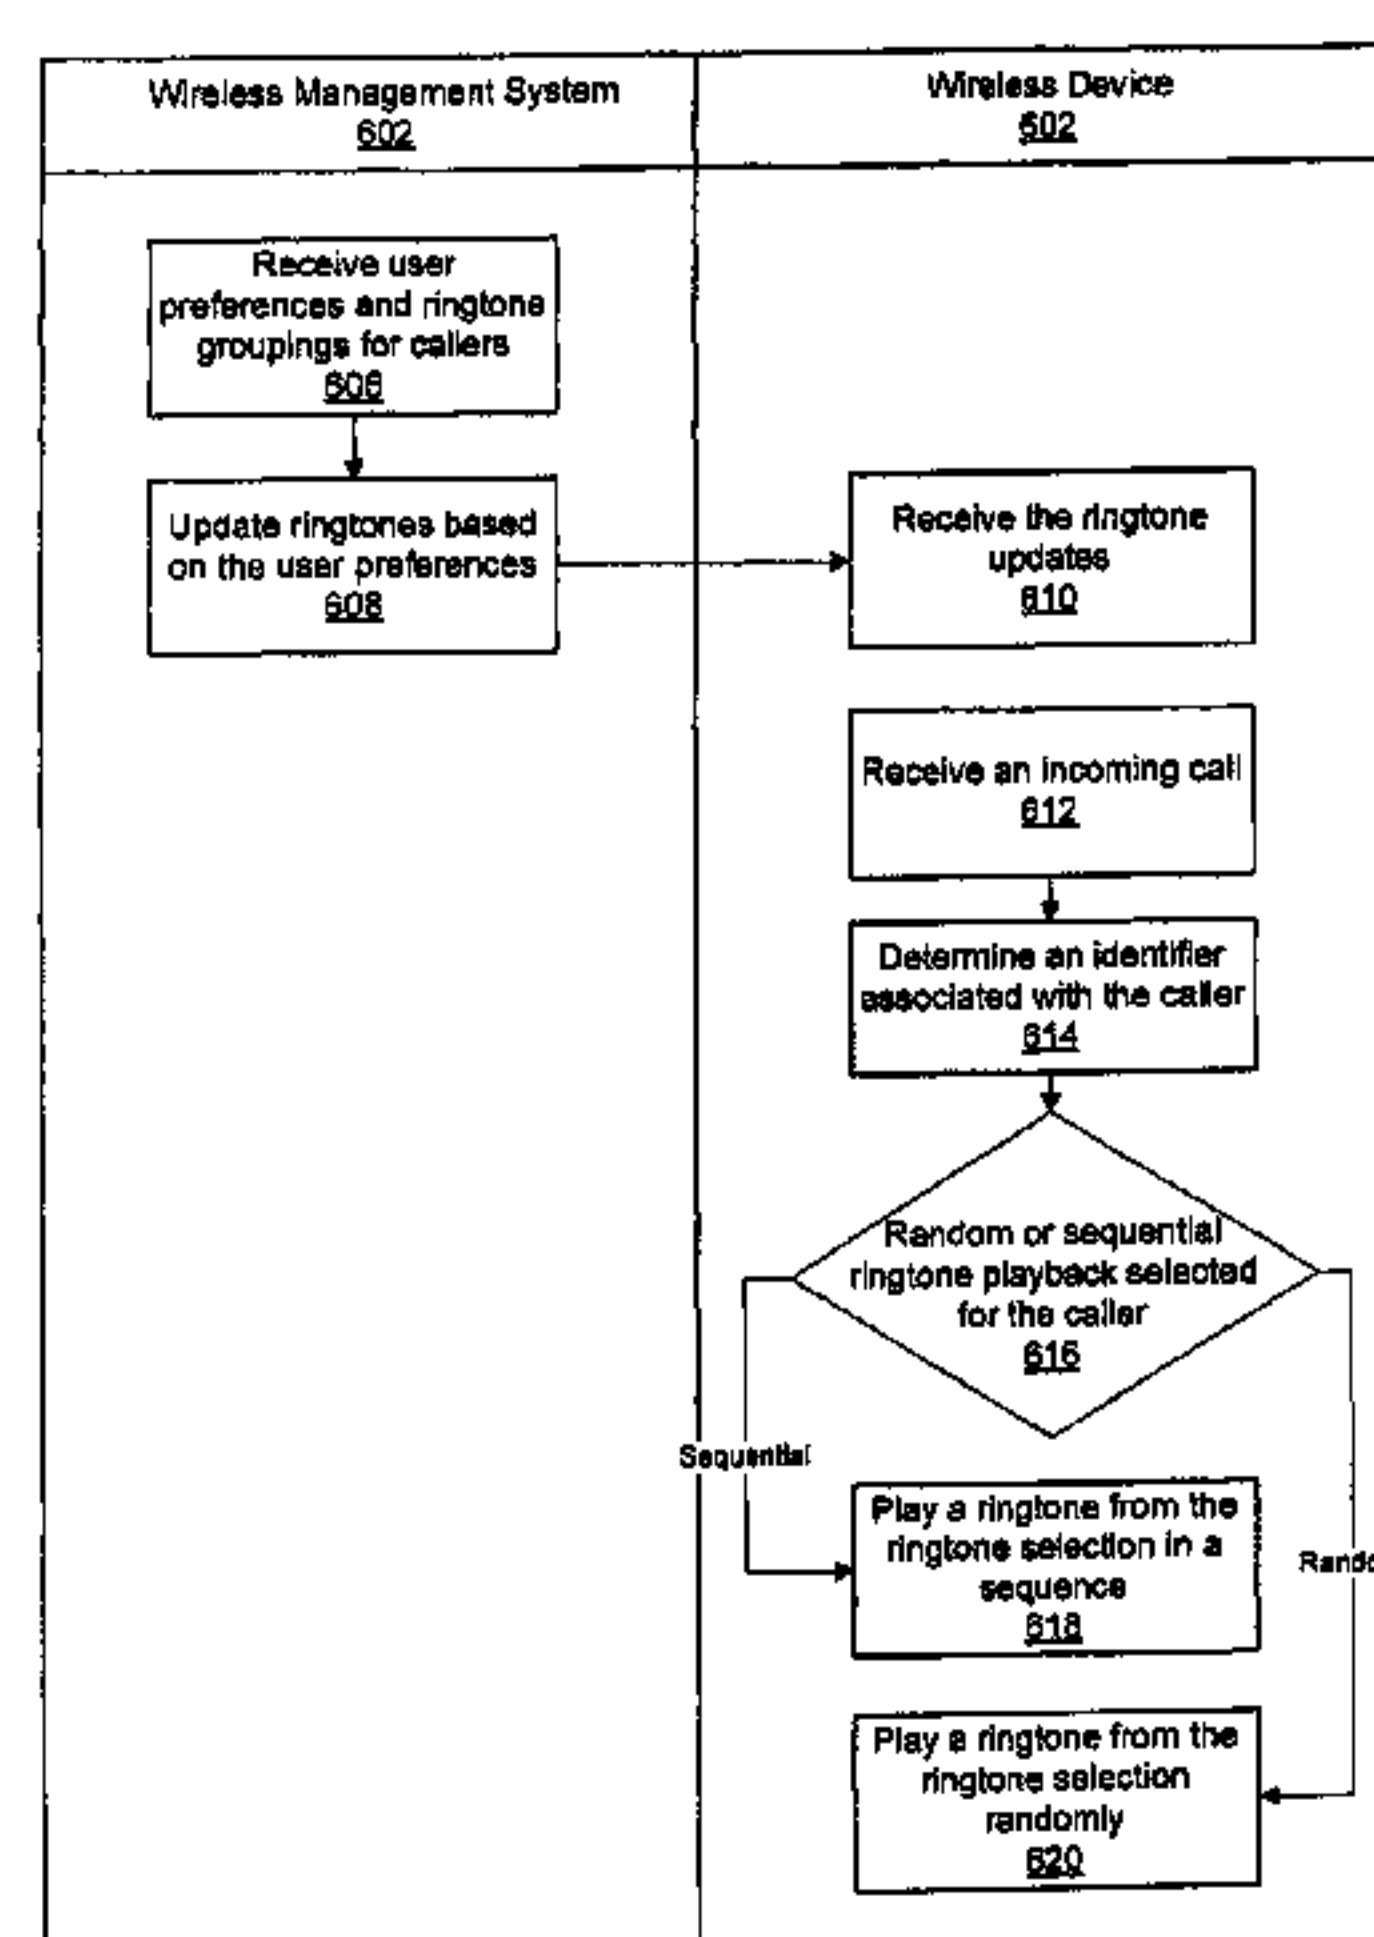 Wireless Management System
602
Wireless Device
602
Receive user
preferences and ringtone
groupings for callers
606
Update ringtones based
on the user preferences
608
Receive the ringtone
updates
610
Receive an incoming call
612
Determine an identifier
associated with the caller
614
Random or sequential
ringtone playback selected
for the caller
616
Sequential
Play a ringtone from the
ringtone selection in a
sequence
618
Rando
Play a ringtone from the
ringtone selection
randomly
620